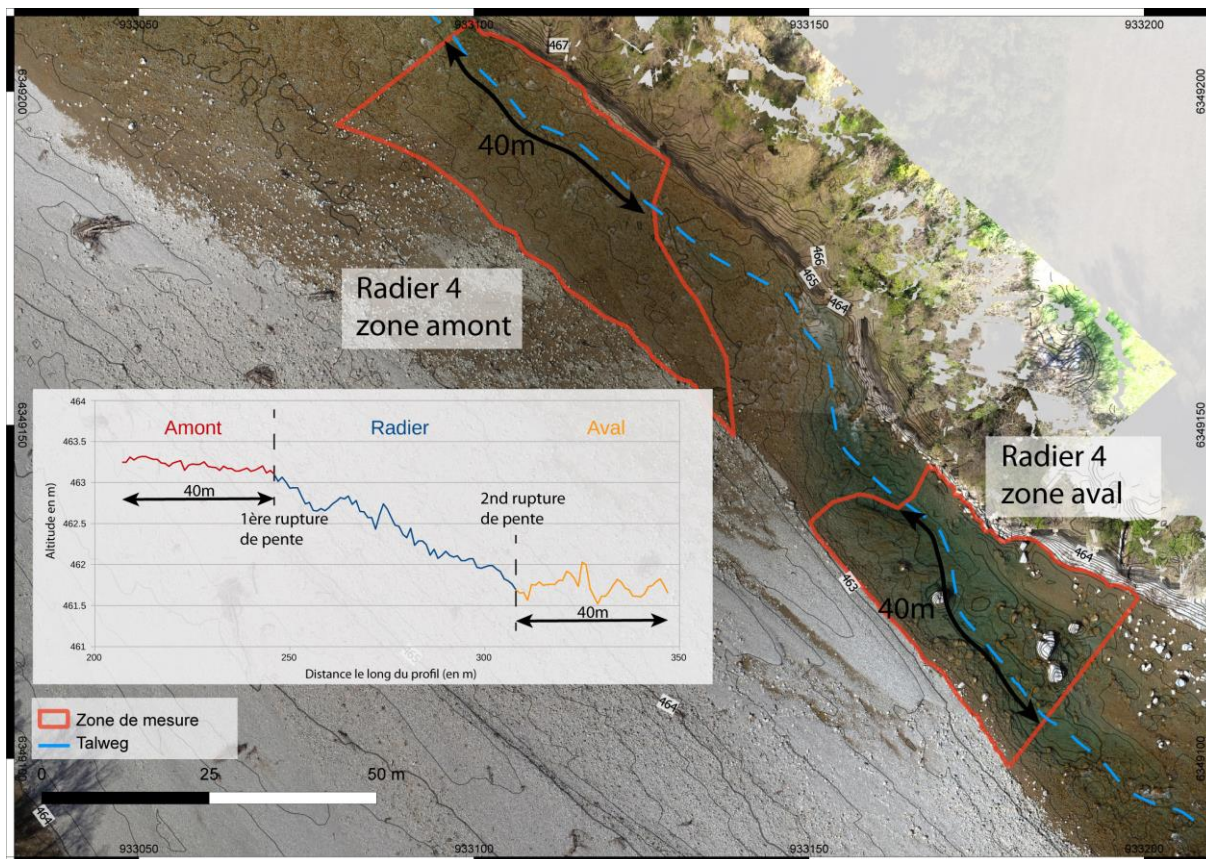 933050
933100
933150
933200
467
6349200
6349200
40m
466
465
464
Radier 4
zone amont
6349150
6349150
464
463.5
463
462.5
462
461.5
461
Altitude en m)
Amont
Radier
Aval
40m
1ère rupture
de pente
2nd rupture
de pente
40m
200
250
300
350
Distance le long du profil (en m)
Radier 4
zone aval
464
463
40m
464
Zone de mesure
Talweg
0
25
50 m
464
6349100
6349100
933050
933100
933150
933200